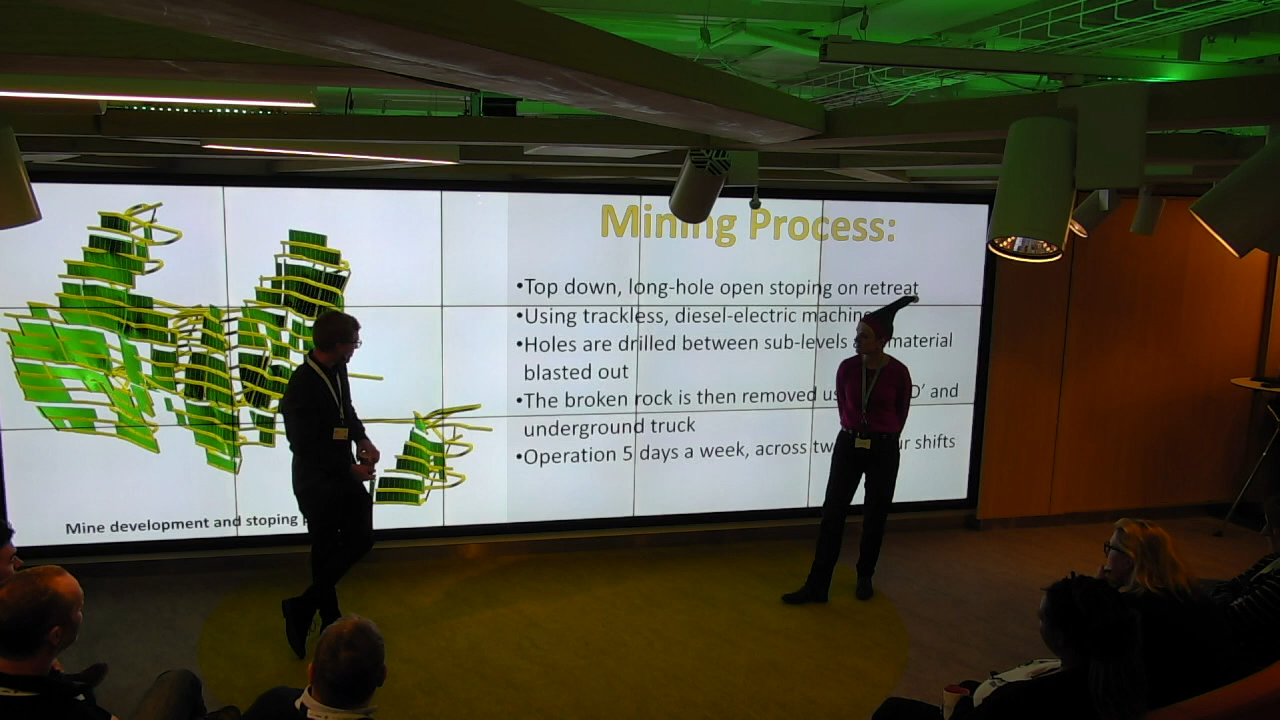 Mining Process:
•Top down, long-hole open stoping on retreat
•Using trackless, diesel-electric machin
•Holes are drilled between sub-levels material
blasted out
•The broken rock is then removed us D' and
underground truck
•Operation 5 days a week, across tw ur shifts
Mine development and stoping